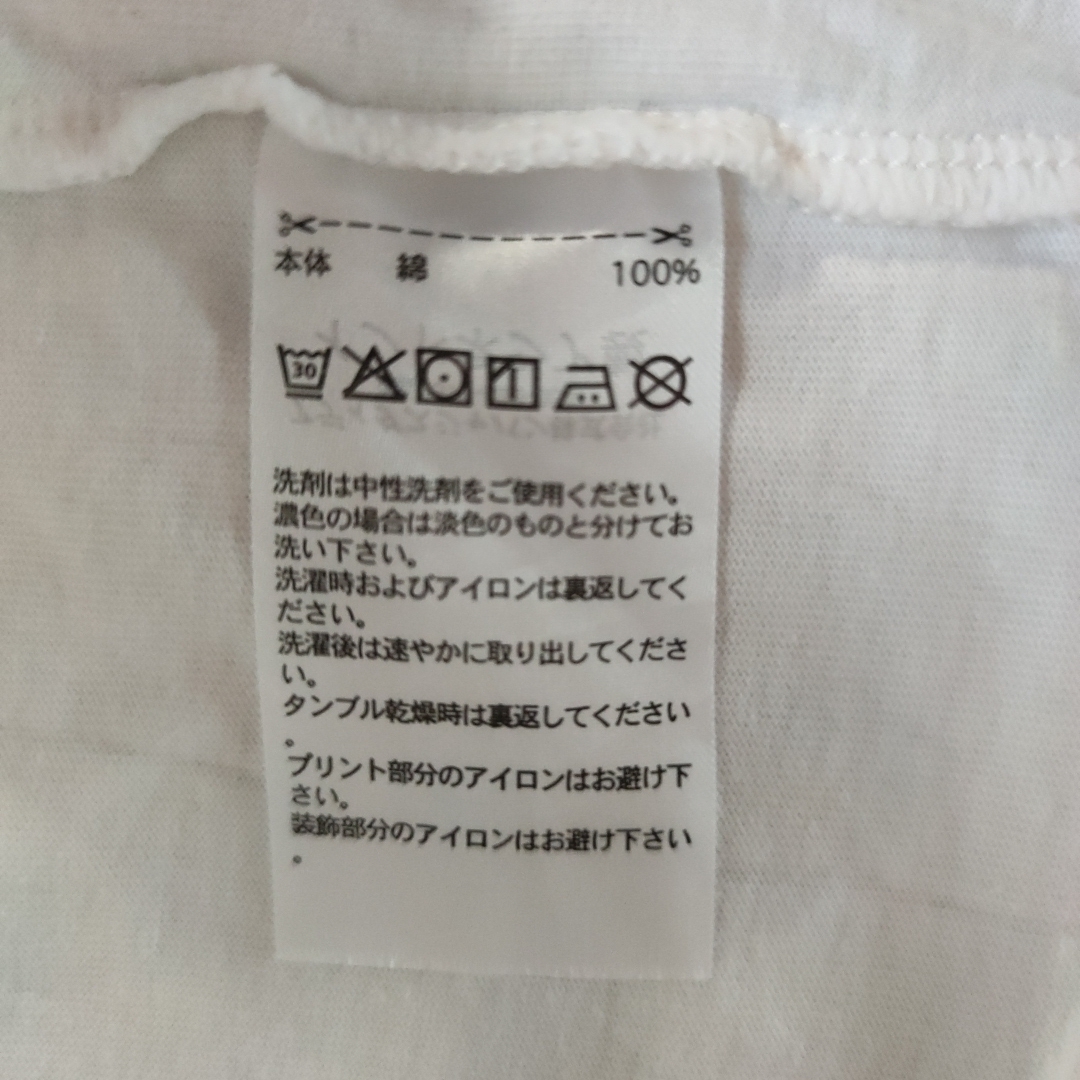 本体 綿 100%
30
洗剤は中性洗剤をご使用ください。
濃色の場合は淡色のものと分けてお
洗い下さい。
洗濯時およびアイロンは裏返してく
ださい。
洗濯後は速やかに取り出してくださ
い。
タンブル乾燥時は裏返してください
。
プリント部分のアイロンはお避け下
さい。
装飾部分のアイロンはお避け下さい
。